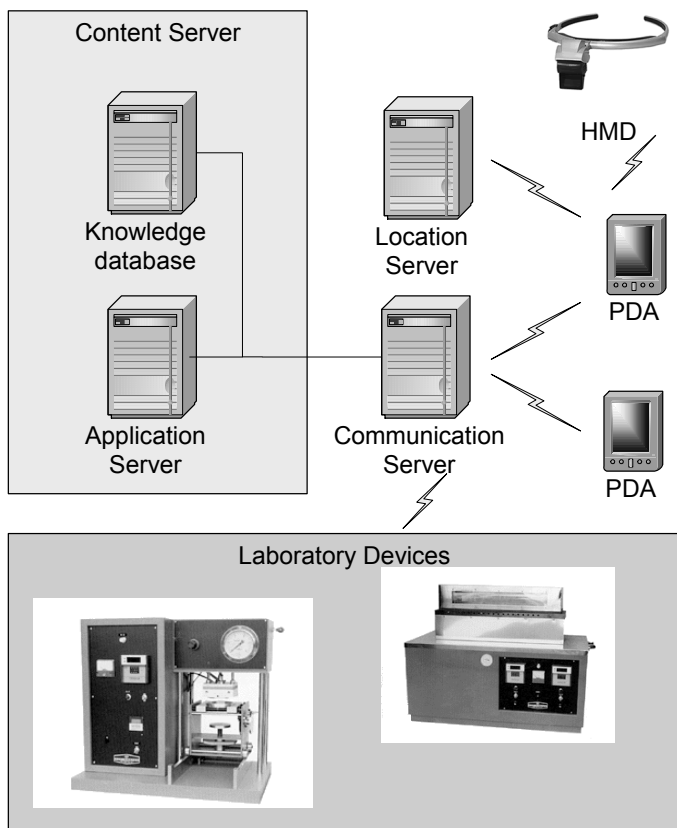 Content Server
HMD
Knowledge
database
Location
Server
PDA
Application
Server
Communication
Server
PDA
Laboratory Devices